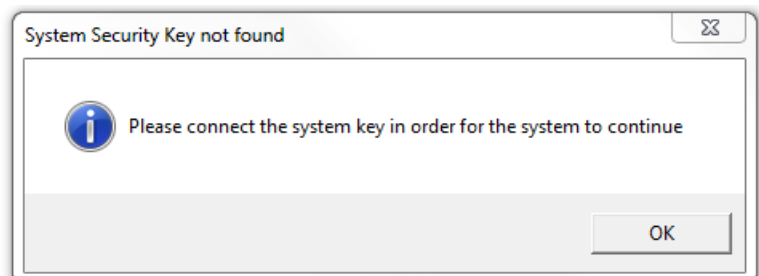 System Security Key not found
Please connect the system key in order for the system to continue
OK